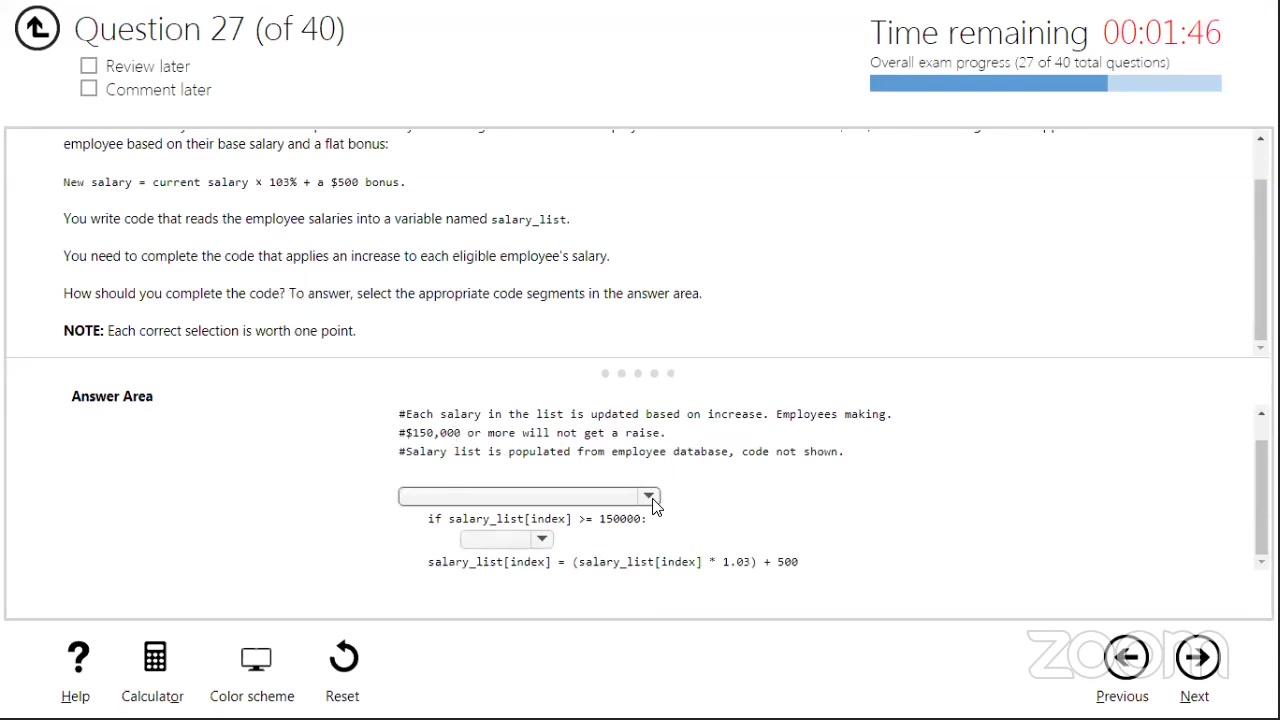 Question 27 (of 40)
Time remaining 00:01:46
Review later
Comment later
Overall exam progress (27 of 40 total questions)
employee based on their base salary and a flat bonus:
New salary = current salary x 103% + a $500 bonus.
You write code that reads the employee salaries into a variable named salary_list.
You need to complete the code that applies an increase to each eligible employee's salary.
How should you complete the code? To answer, select the appropriate code segments in the answer area.
NOTE: Each correct selection is worth one point.
Answer Area
#Each salary in the list is updated based on increase. Employees making.
#$150,000 or more will not get a raise.
#Salary list is populated from employee database, code not shown.
if salary_list[index] >= 150000:
salary_list[index] = (salary_list[index] * 1.03) + 500
zoom
Help
Calculator
Color scheme
Reset
Previous
Next